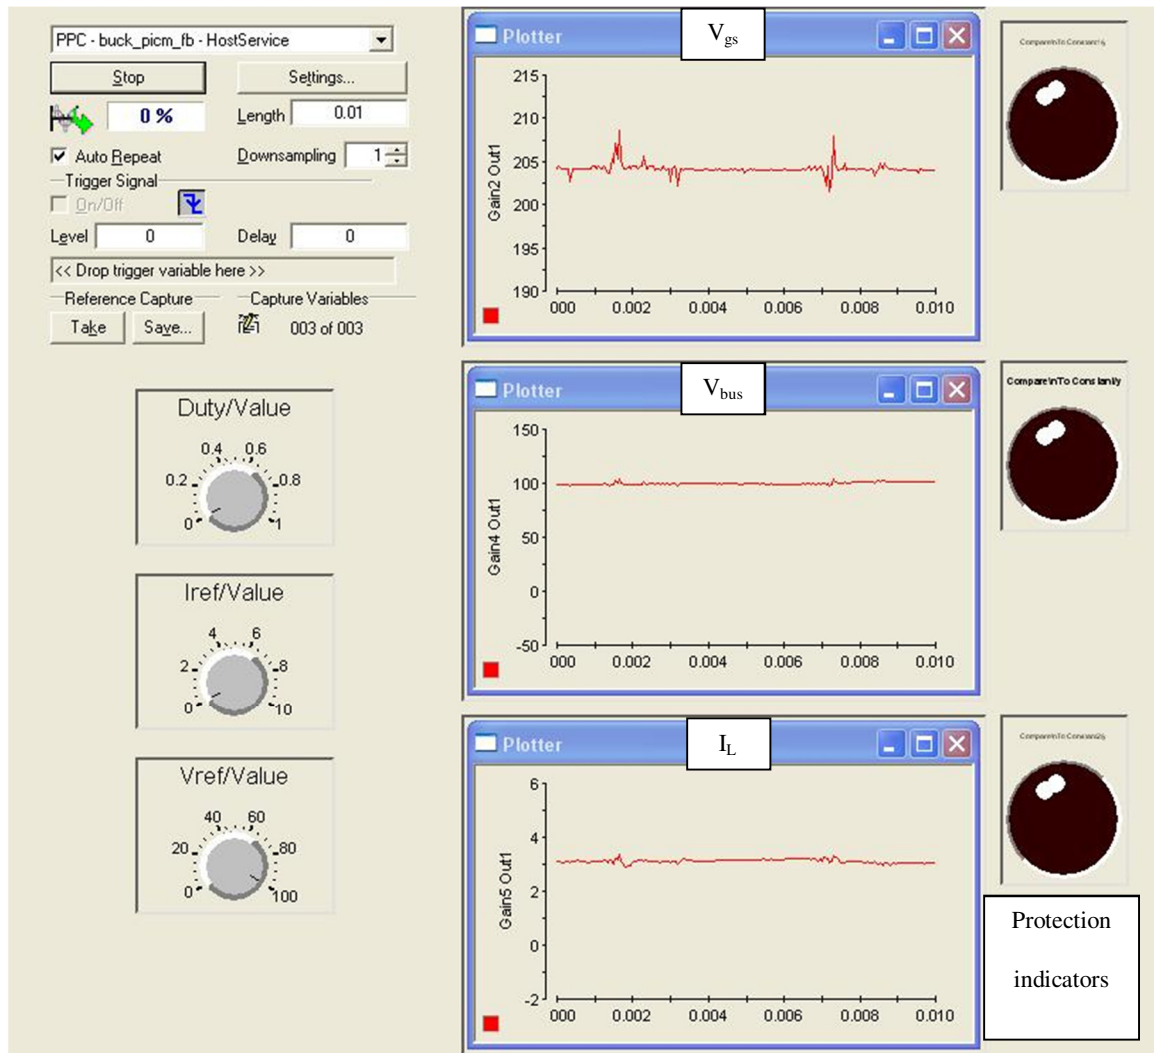 PPC - buck_picm_fb - HostService
Stop
Settings...
0 %
Length
0.01
Auto Repeat
Downsampling
1
Trigger Signal
On/Off
Level
0
Delay
0
<< Drop trigger variable here >>
Reference Capture
Capture Variables
Take
Save...
003 of 003
Duty/Value
0 0.2 0.4 0.6 0.8 1
Iref/Value
0 2 4 6 8 10
Vref/Value
0 20 40 60 80 100
Plotter
Vgs
Gain2 Out1
215
210
205
200
195
190
000 0.002 0.004 0.006 0.008 0.010
Plotter
Vbus
Gain4 Out1
150
100
50
0
-50
000 0.002 0.004 0.006 0.008 0.010
Plotter
IL
Gain5 Out1
6
4
2
0
-2
000 0.002 0.004 0.006 0.008 0.010
Protection
indicators